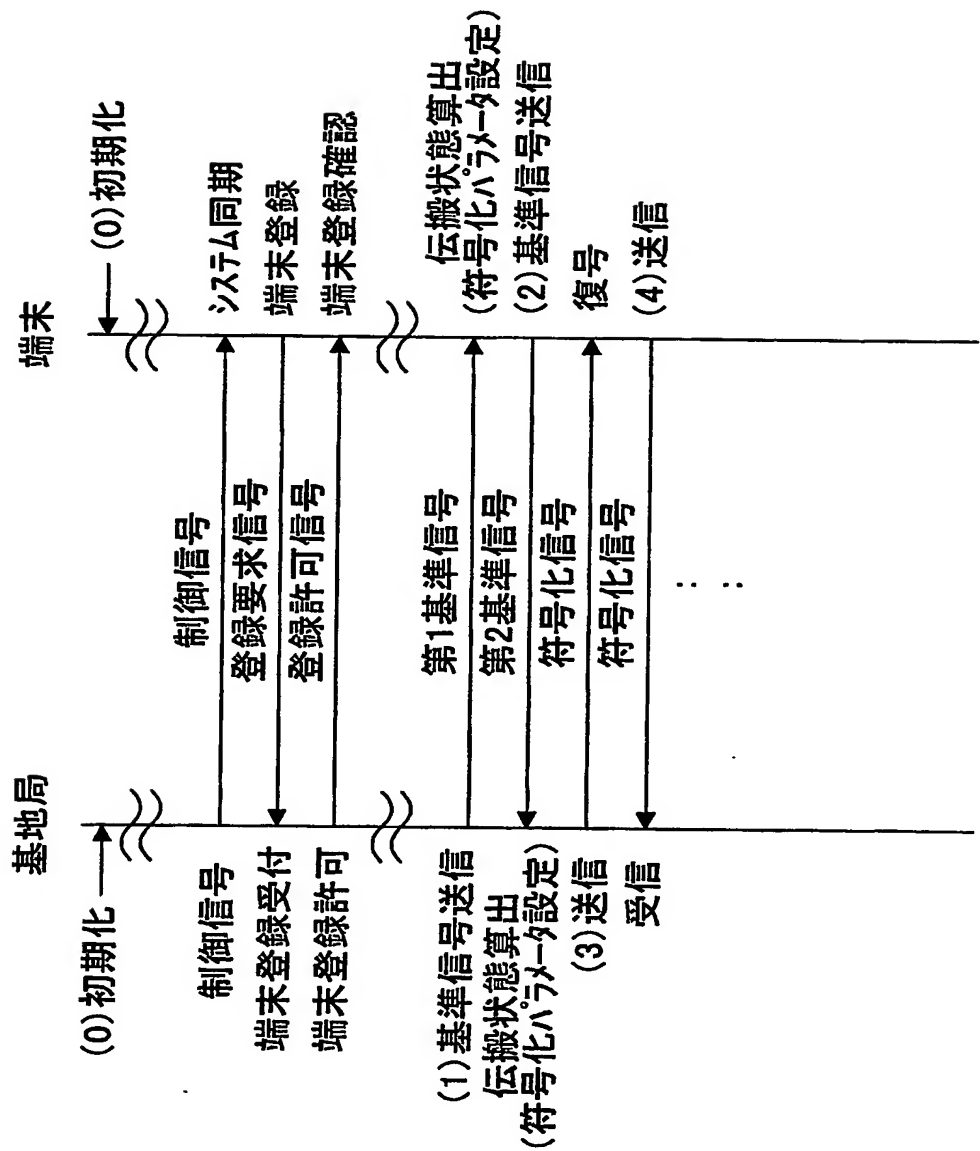 基地局
端末
(0)初期化
(0)初期化
制御信号
制御信号
システム同期
端末登録受付
登録要求信号
端末登録
端末登録許可
登録許可信号
端末登録確認
(1)基準信号送信
第1基準信号
伝搬状態算出
(符号化パラメータ設定)
伝搬状態算出
(符号化パラメータ設定)
第2基準信号
(2)基準信号送信
(3)送信
符号化信号
復号
受信
符号化信号
(4)送信